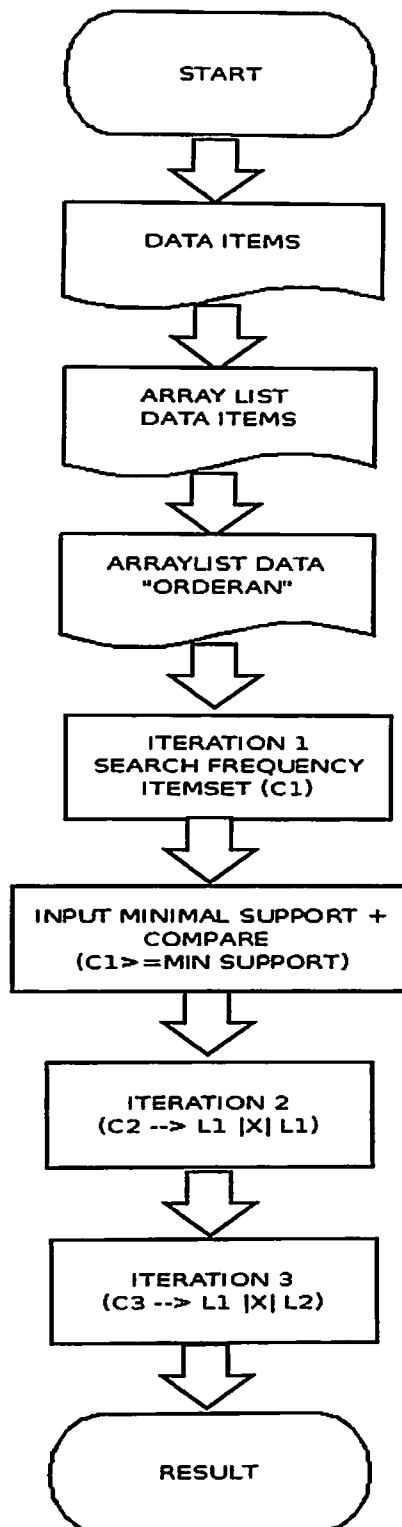 START
DATA ITEMS
ARRAY LIST
DATA ITEMS
ARRAYLIST DATA
"ORDERAN"
ITERATION 1
SEARCH FREQUENCY
ITEMSET (C1)
INPUT MINIMAL SUPPORT +
COMPARE
(C1>=MIN SUPPORT)
ITERATION 2
(C2 --> L1 |X| L1)
ITERATION 3
(C3 --> L1 |X| L2)
RESULT